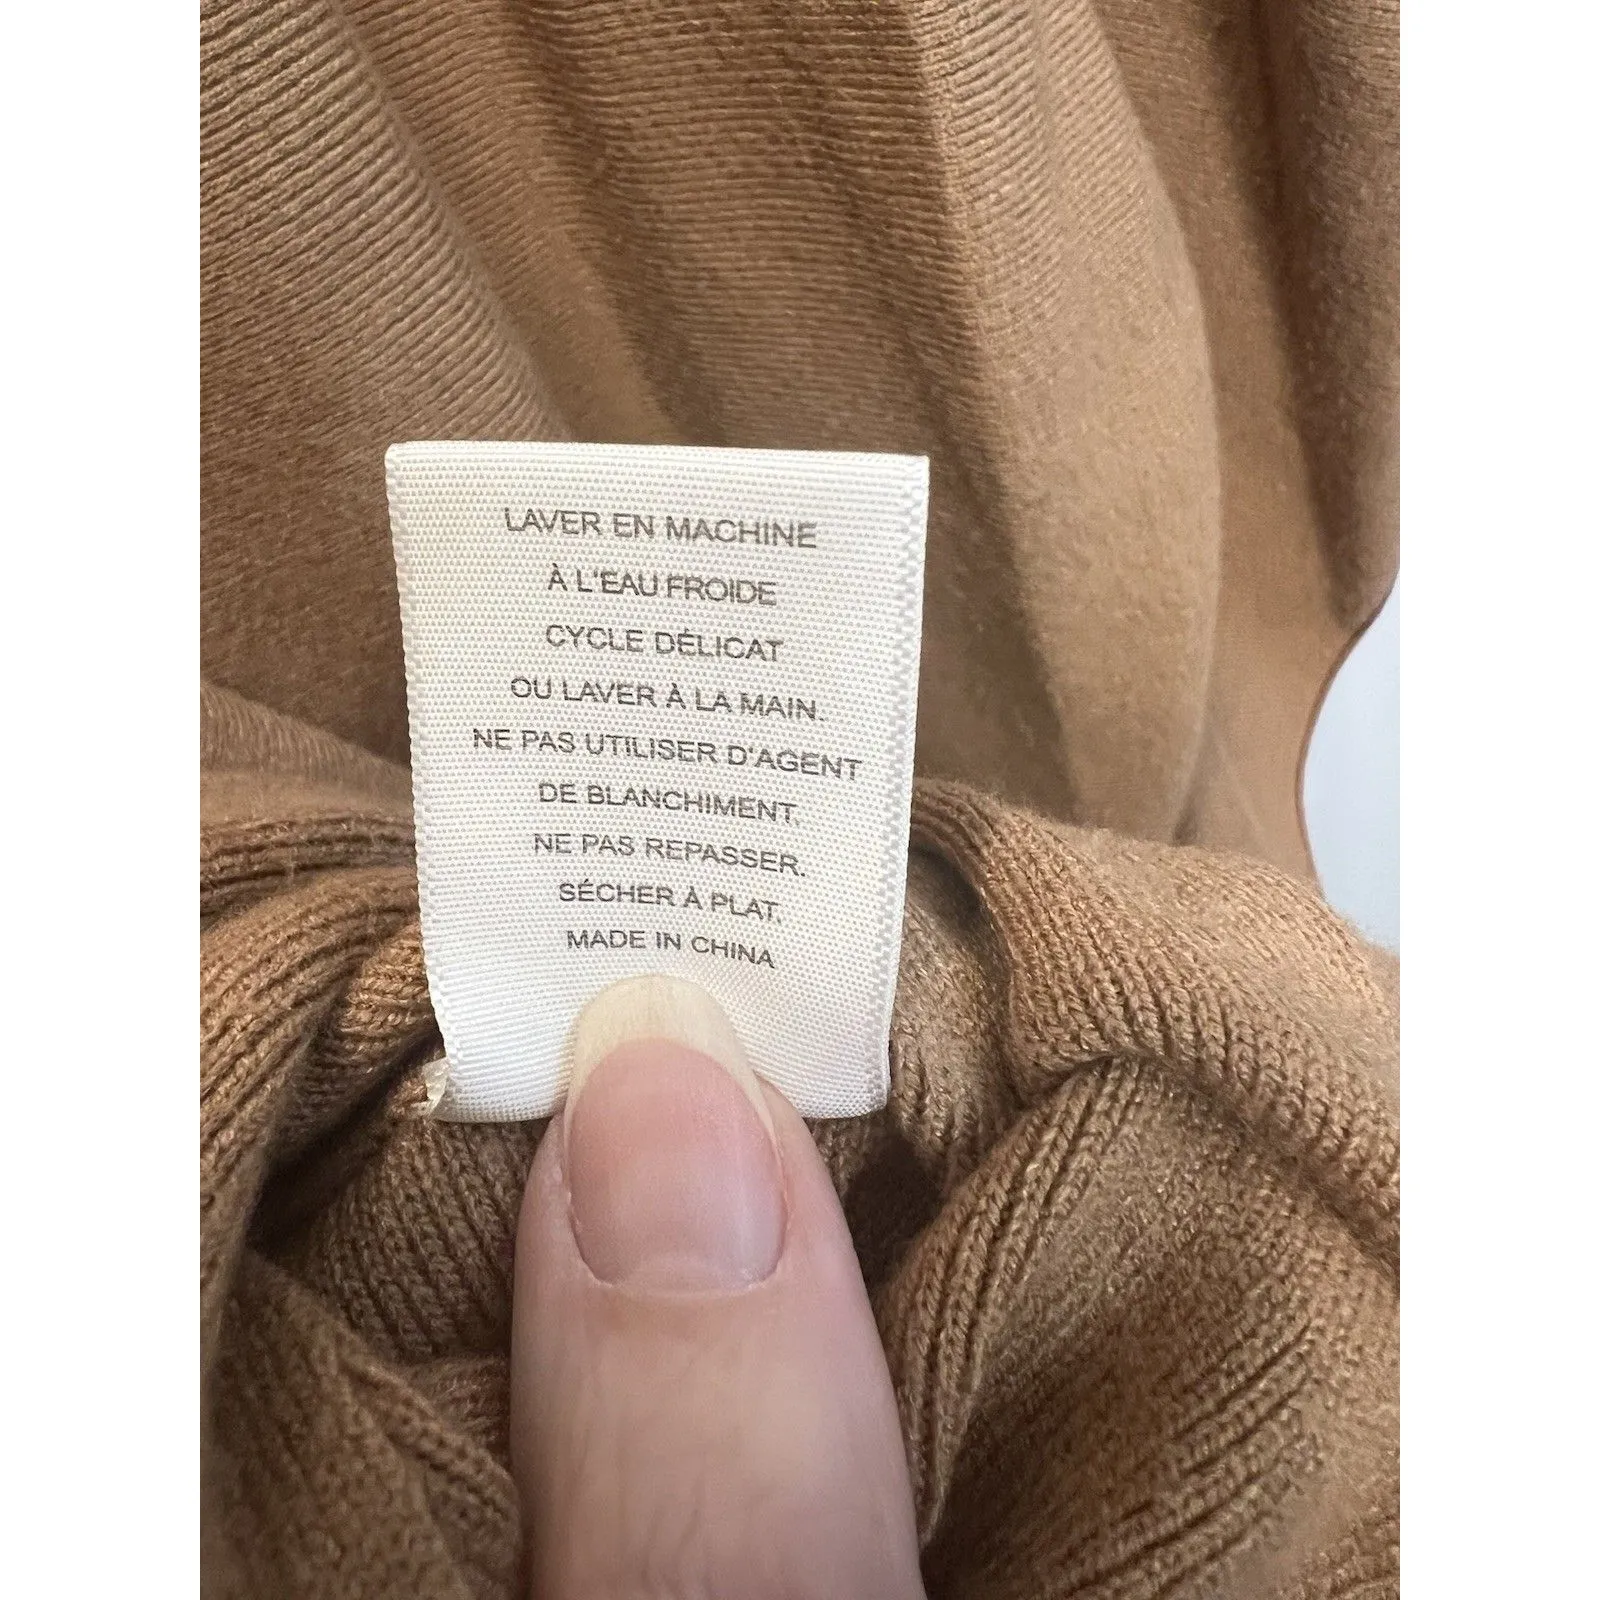 LAVER EN MACHINE
À L'EAU FROIDE
CYCLE DÉLICAT
OU LAVER À LA MAIN.
NE PAS UTILISER D'AGENT
DE BLANCHIMENT.
NE PAS REPASSER.
SÉCHER À PLAT.
MADE IN CHINA